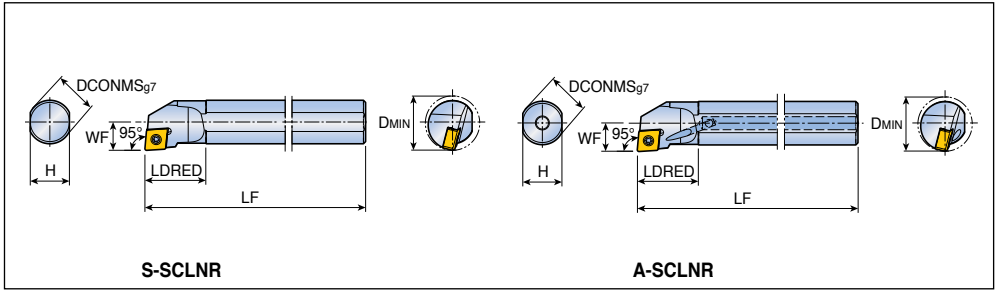 DCONMSg7
WF
95°
H
LDRED
LF
DMIN
S-SCLNR
DCONMSg7
WF
95°
H
LDRED
LF
DMIN
A-SCLNR